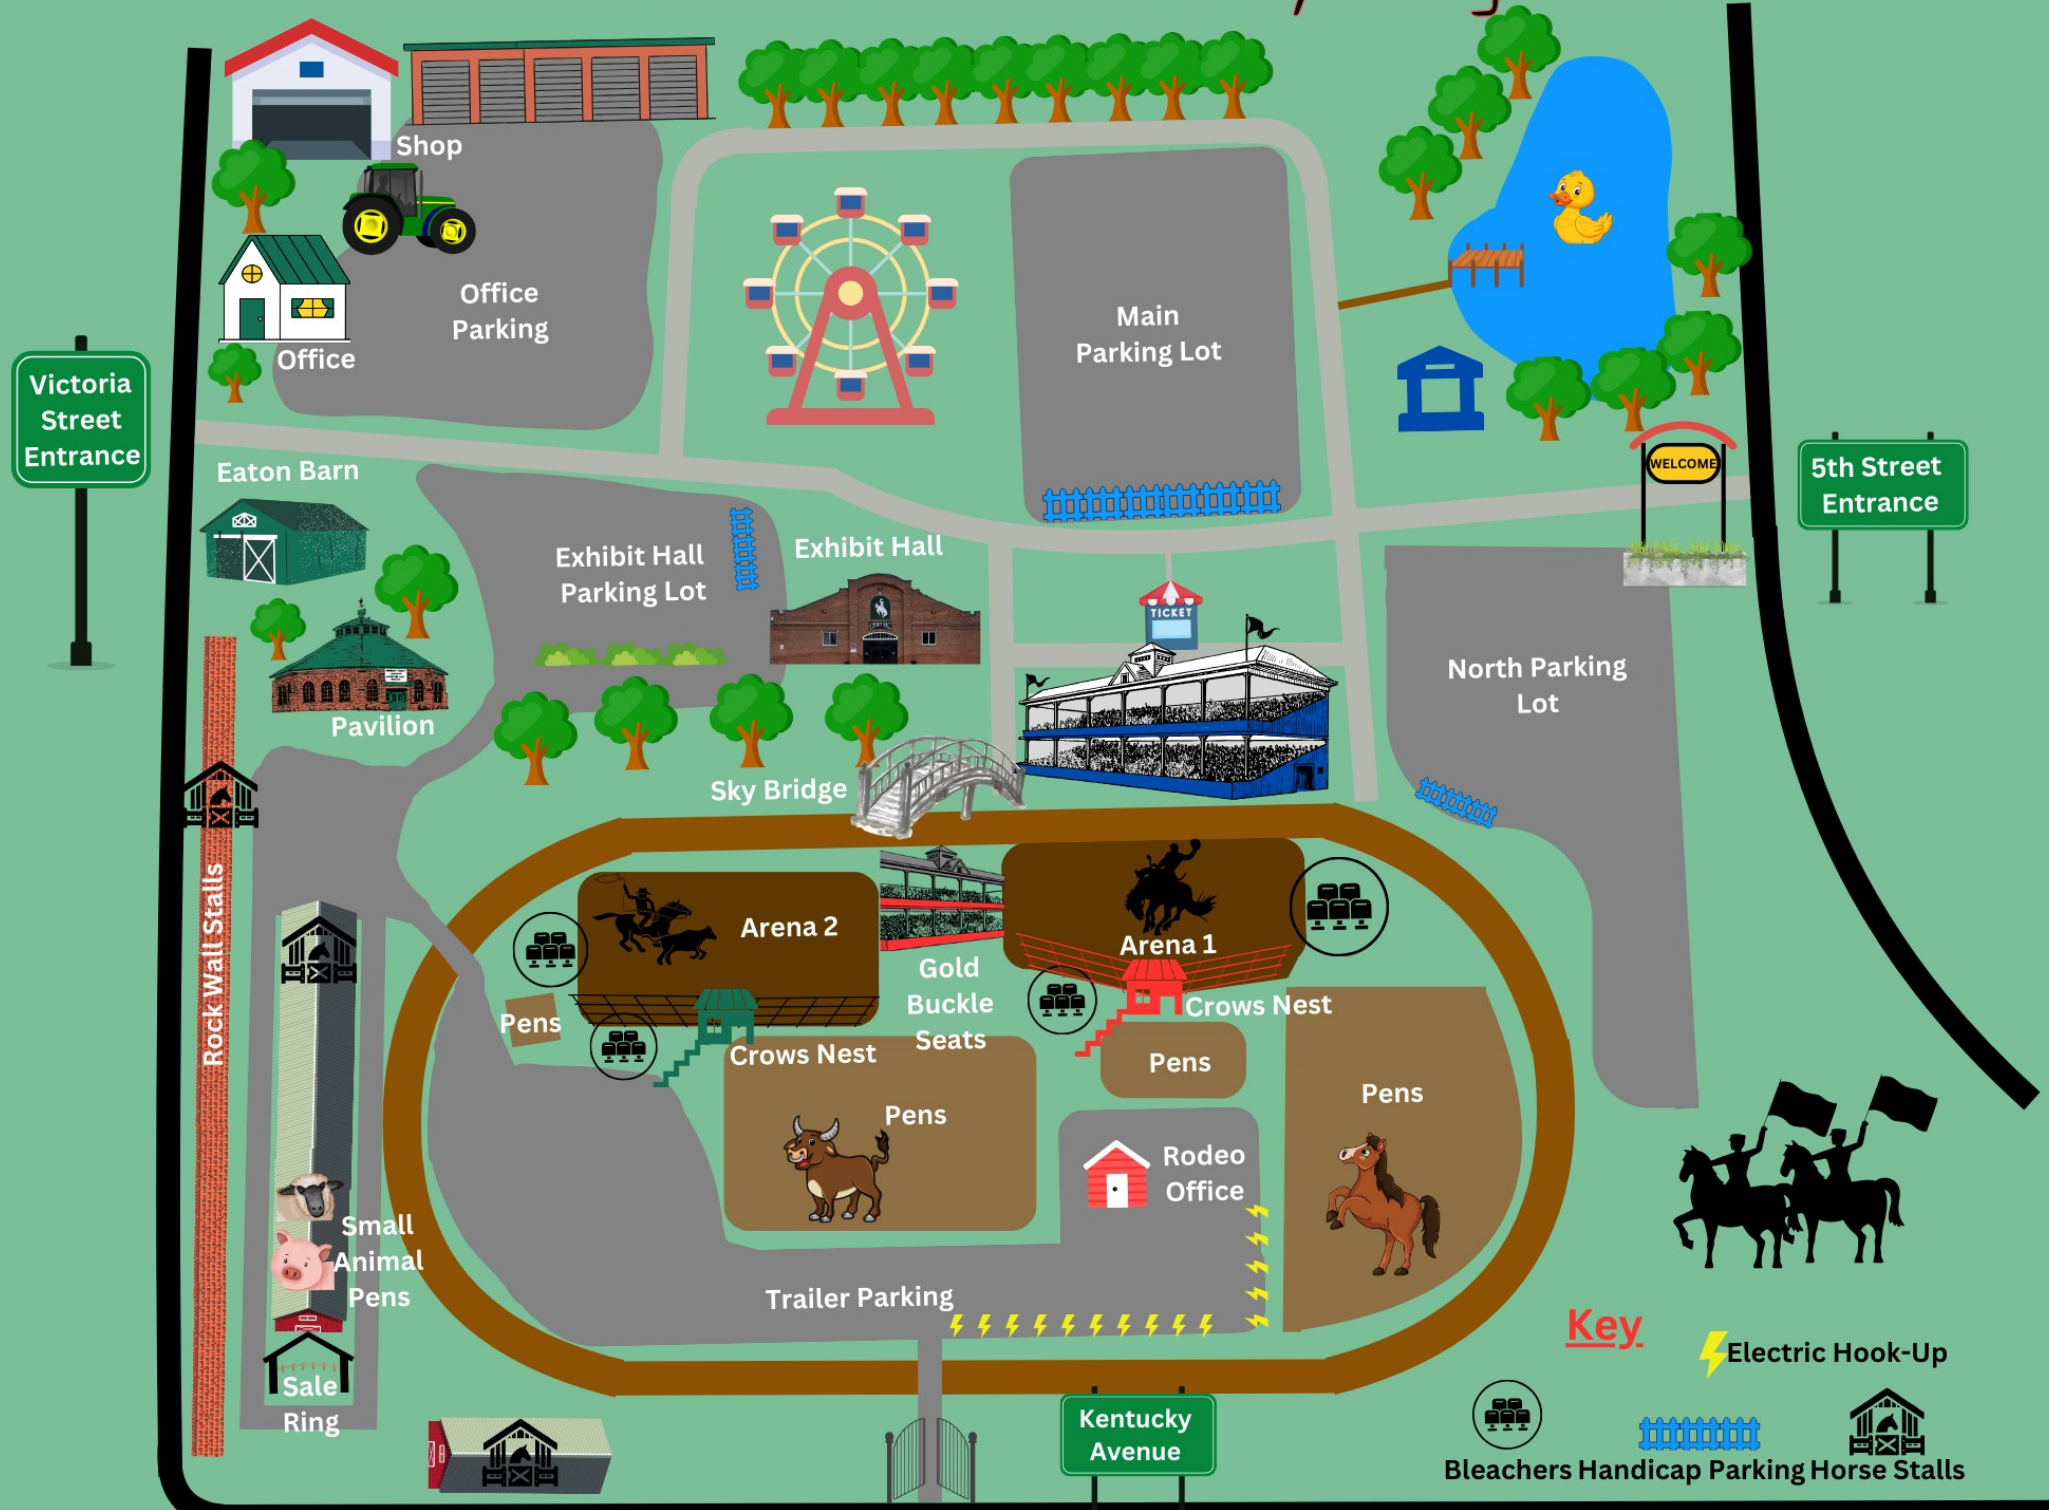 Shop
Office
Parking
Office
Main
Parking Lot
Victoria
Street
Entrance
WELCOME
5th Street
Entrance
Eaton Barn
Exhibit Hall
Parking Lot
Exhibit Hall
TICKET
North Parking
Lot
Pavilion
Sky Bridge
Rock Wall Stalls
Arena 2
Arena 1
Gold
Buckle
Seats
Crows Nest
Pens
Crows Nest
Pens
Pens
Pens
Rodeo
Office
Small
Animal
Pens
Trailer Parking
Sale
Ring
Kentucky
Avenue
Key
Electric Hook-Up
Bleachers
Handicap Parking
Horse Stalls